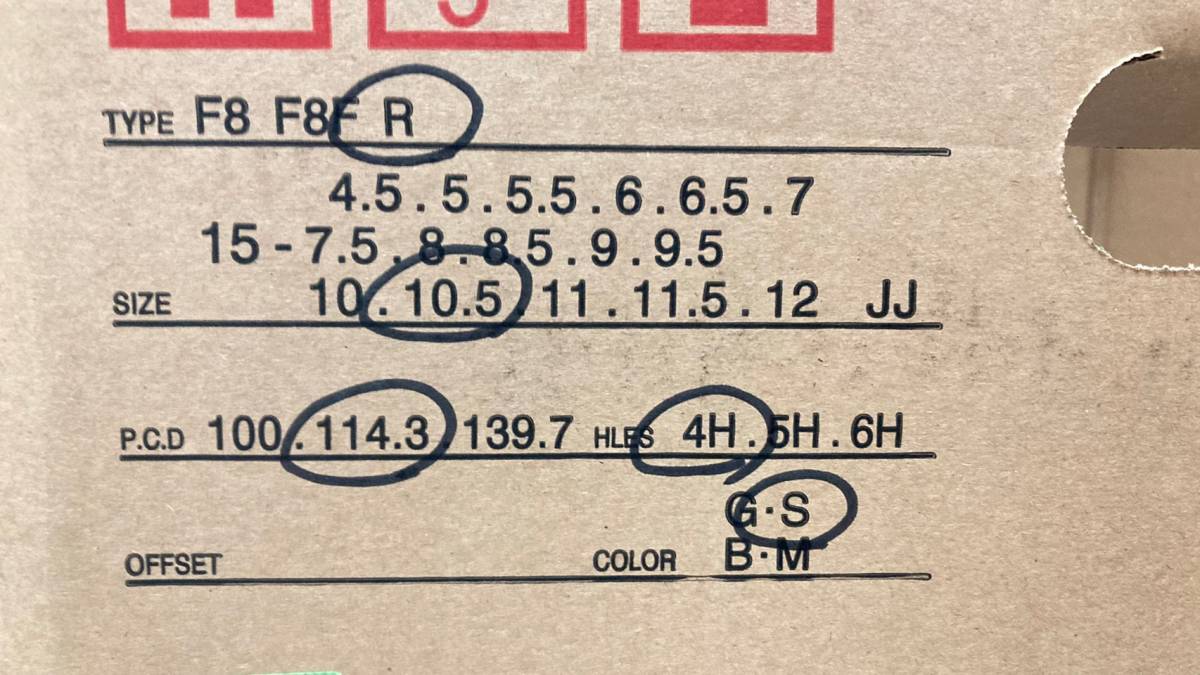 TYPE F8 F8F R
4.5 . 5 . 5.5 . 6 . 6.5 . 7
15 - 7.5 . 8 . 8.5 . 9 . 9.5
SIZE 10 . 10.5 . 11 . 11.5 . 12 JJ
P.C.D 100 . 114.3 . 139.7 HLES 4H . 5H . 6H
G·S
OFFSET COLOR B·M